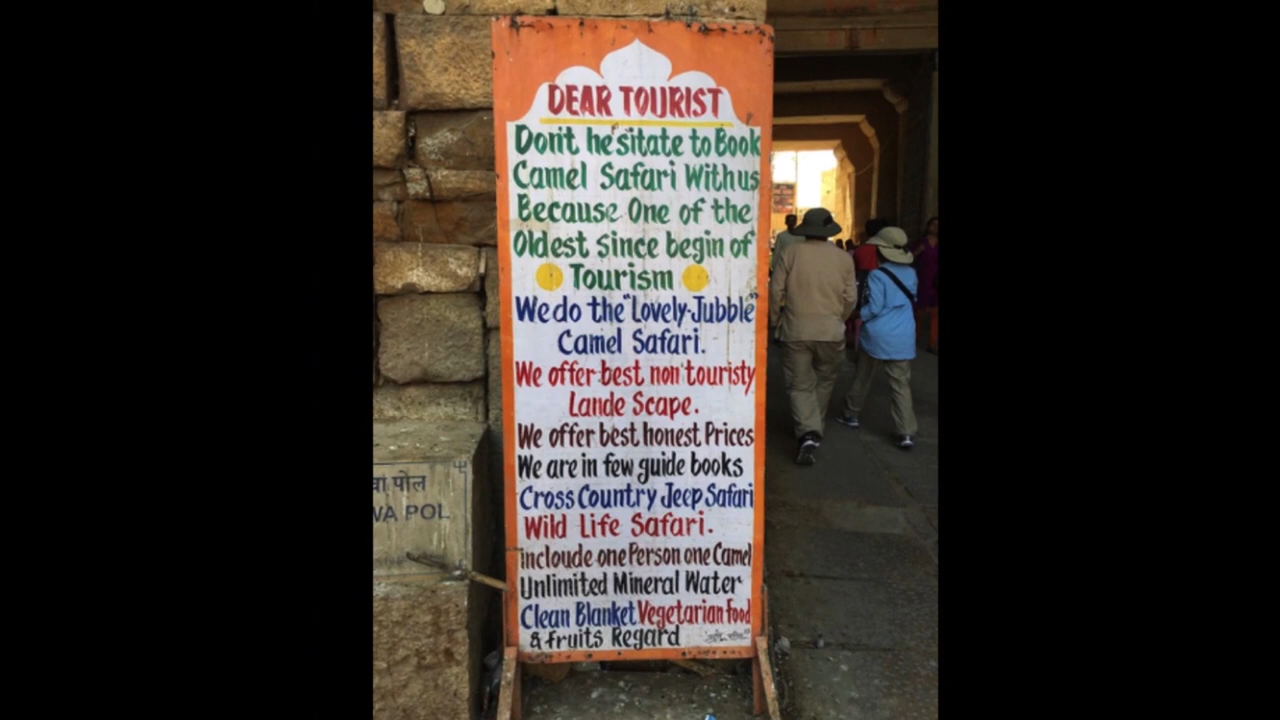 DEAR TOURIST
Don't hesitate to Book
Camel Safari With us
Because One of the
Oldest since begin of
Tourism
We do the "Lovely-Jubble"
Camel Safari.
We offer best non touristy
Lande Scape.
We offer best honest Prices
We are in few guide books
Cross Country Jeep Safari
Wild Life Safari.
incloude one Person one Camel
Unlimited Mineral Water
Clean Blanket Vegetarian Food
& fruits Regard
वा पोल
WA POL